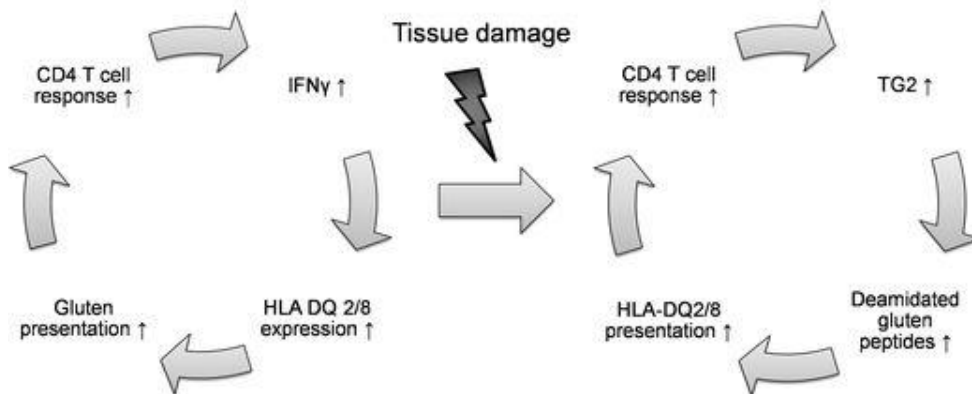 Tissue damage
CD4 T cell
response ↑
IFNγ ↑
HLA DQ 2/8
expression ↑
Gluten
presentation ↑
CD4 T cell
response ↑
TG2 ↑
Deamidated
gluten
peptides ↑
HLA-DQ2/8
presentation ↑